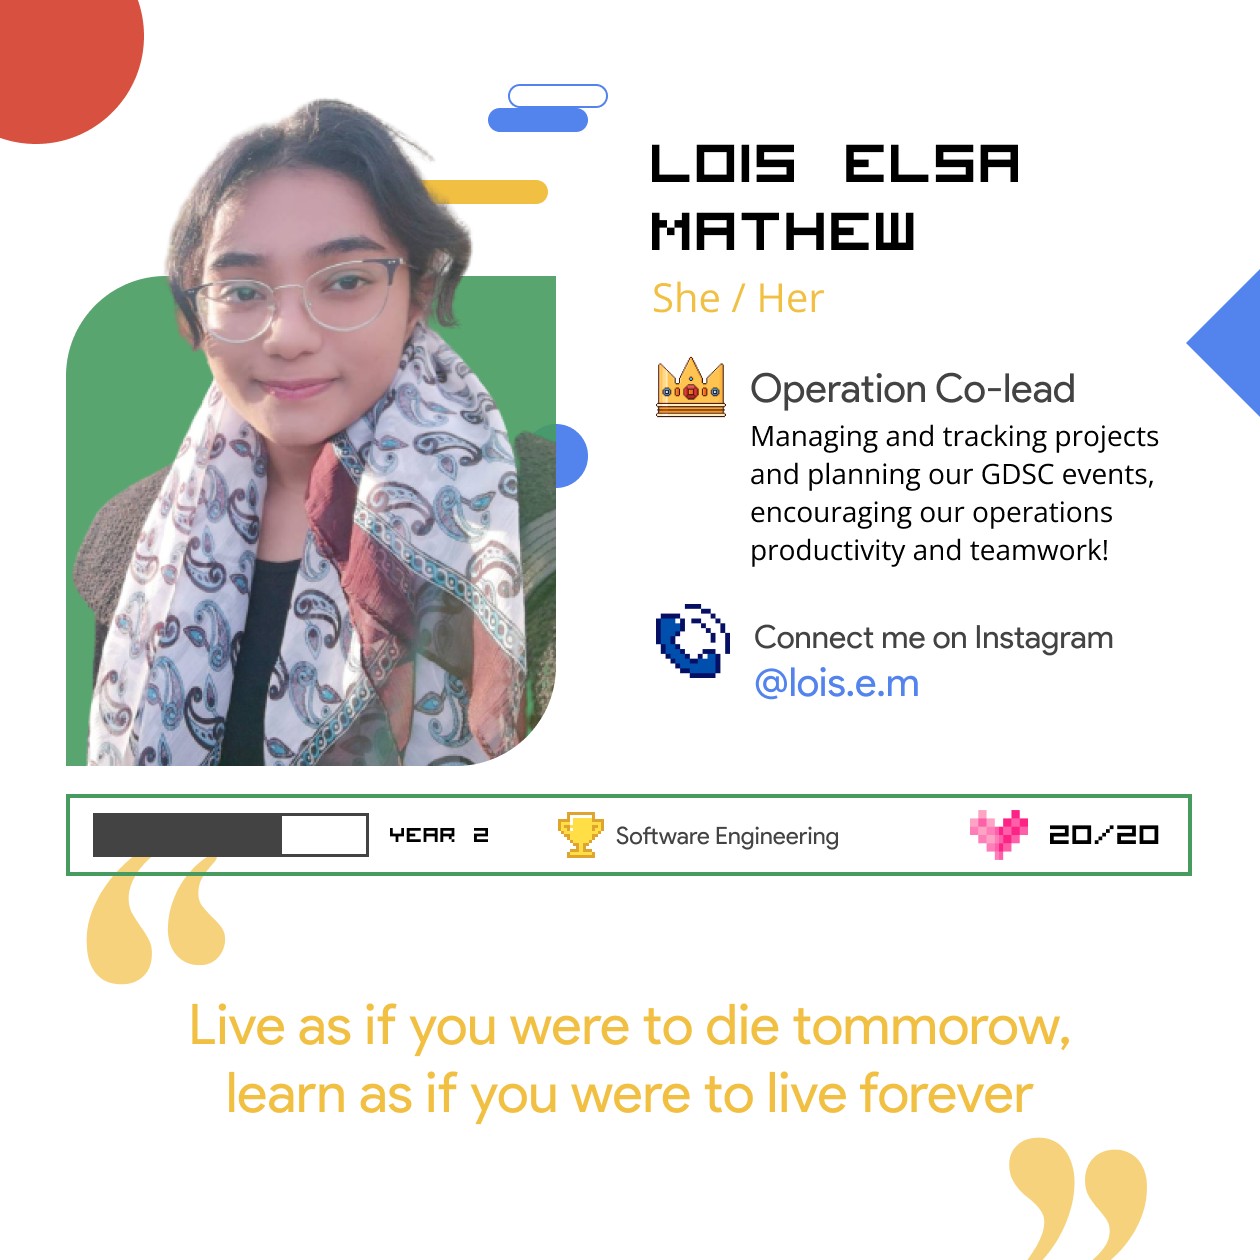 LOIS ELSA
MATHEW
She / Her
Operation Co-lead
Managing and tracking projects
and planning our GDSC events,
encouraging our operations
productivity and teamwork!
Connect me on Instagram
@lois.e.m
YEAR 2
Software Engineering
20/20
“
Live as if you were to die tommorow,
learn as if you were to live forever
”